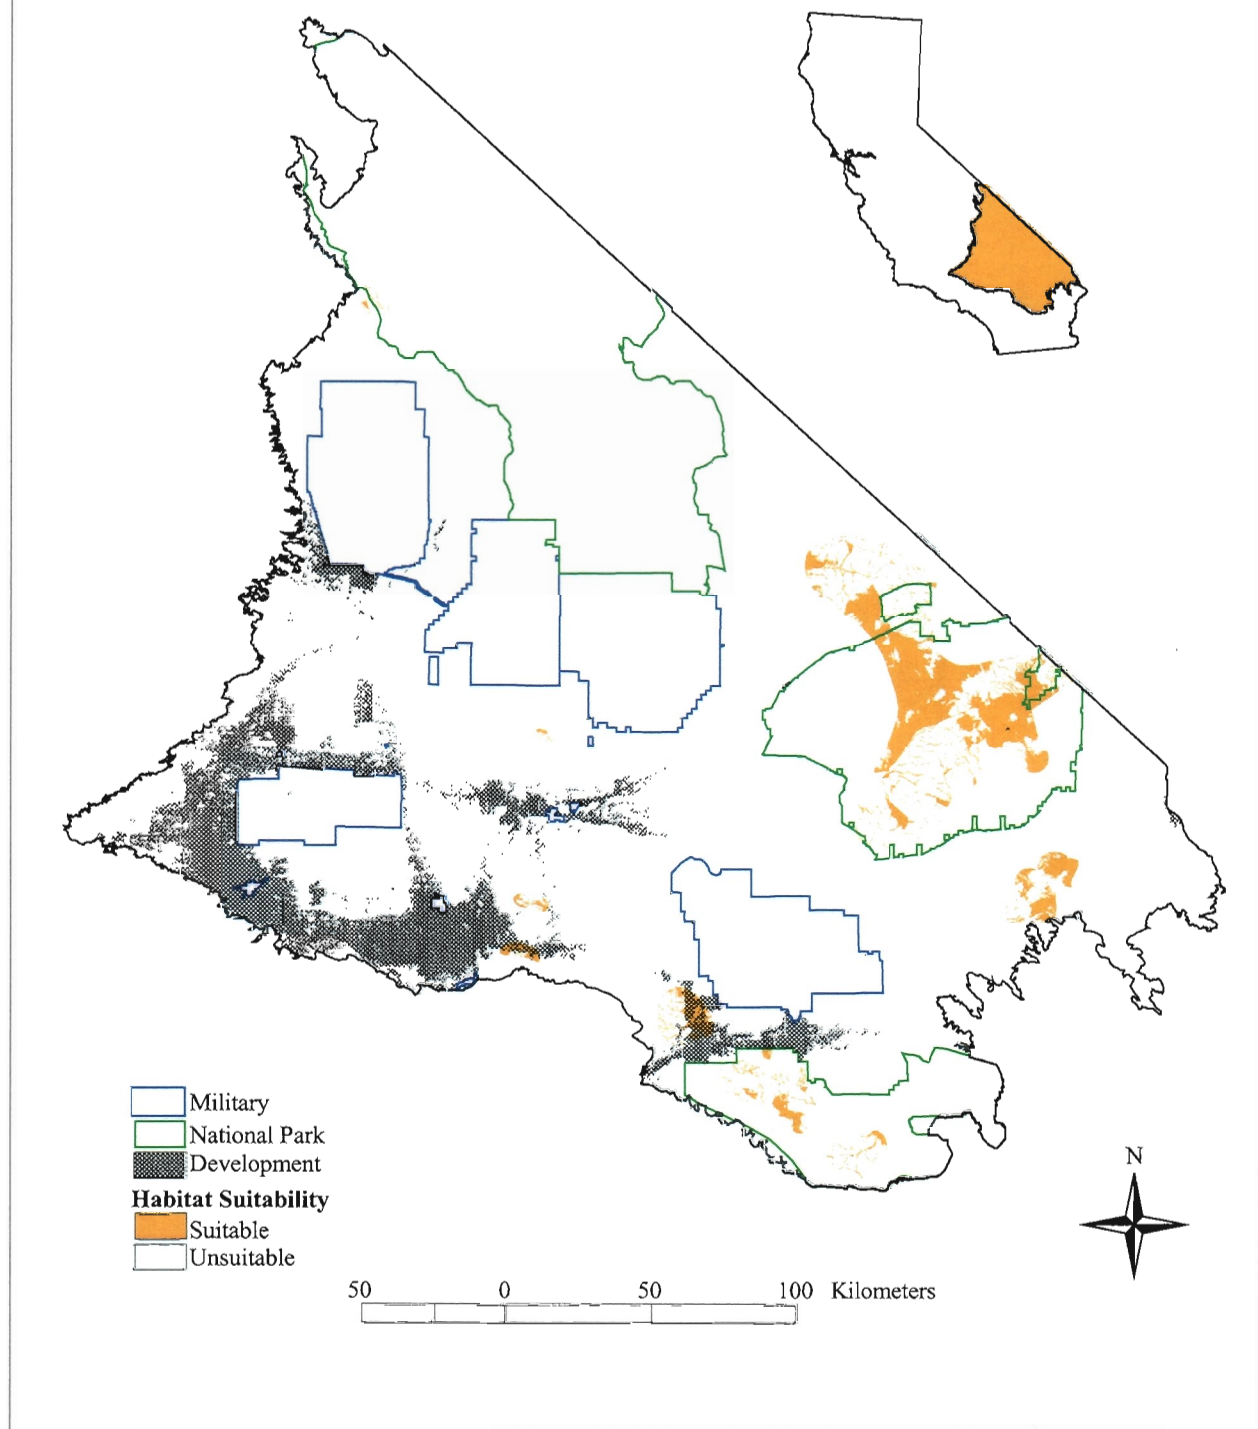 Military
National Park
Development
Habitat Suitability
Suitable
Unsuitable
N
50 0 50 100 Kilometers